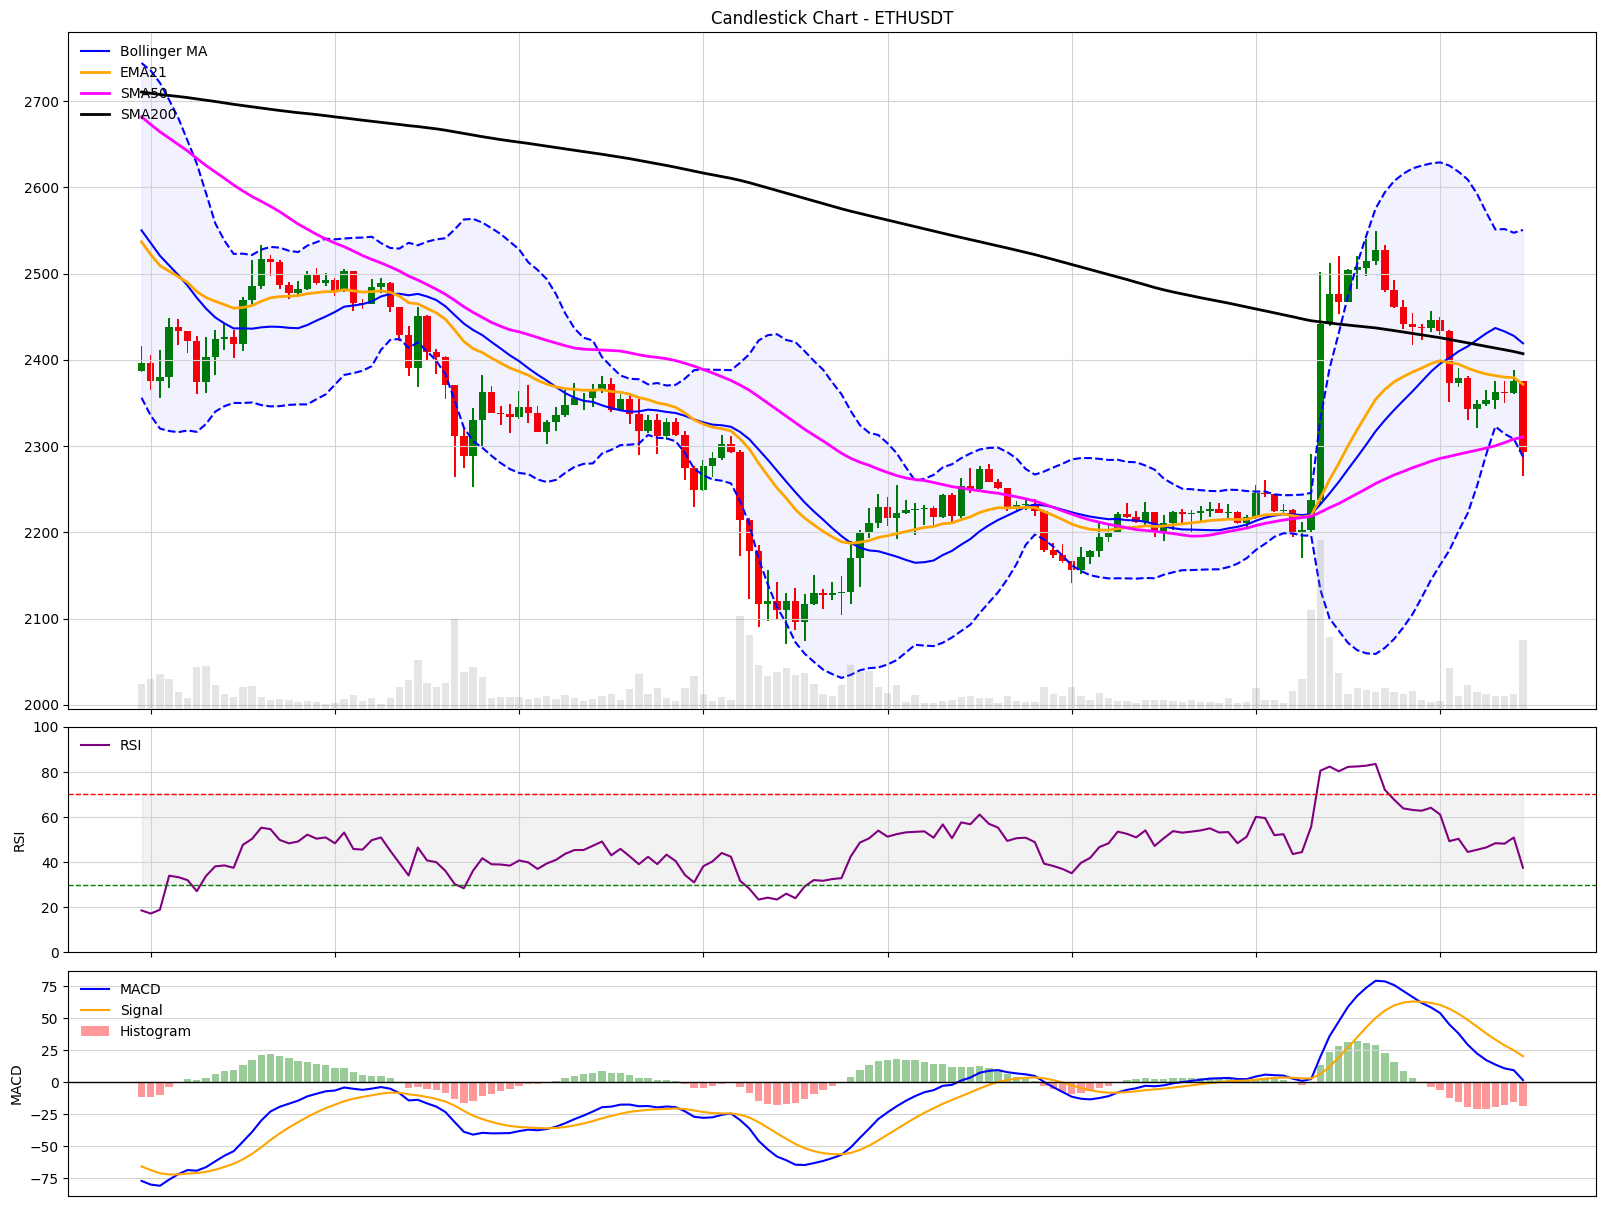 Candlestick Chart - ETHUSDT
Bollinger MA
EMA21
SMA50
SMA200
2700
2600
2500
2400
2300
2200
2100
2000
100
80
60
40
20
0
RSI
RSI
75
50
25
0
−25
−50
−75
MACD
MACD
Signal
Histogram